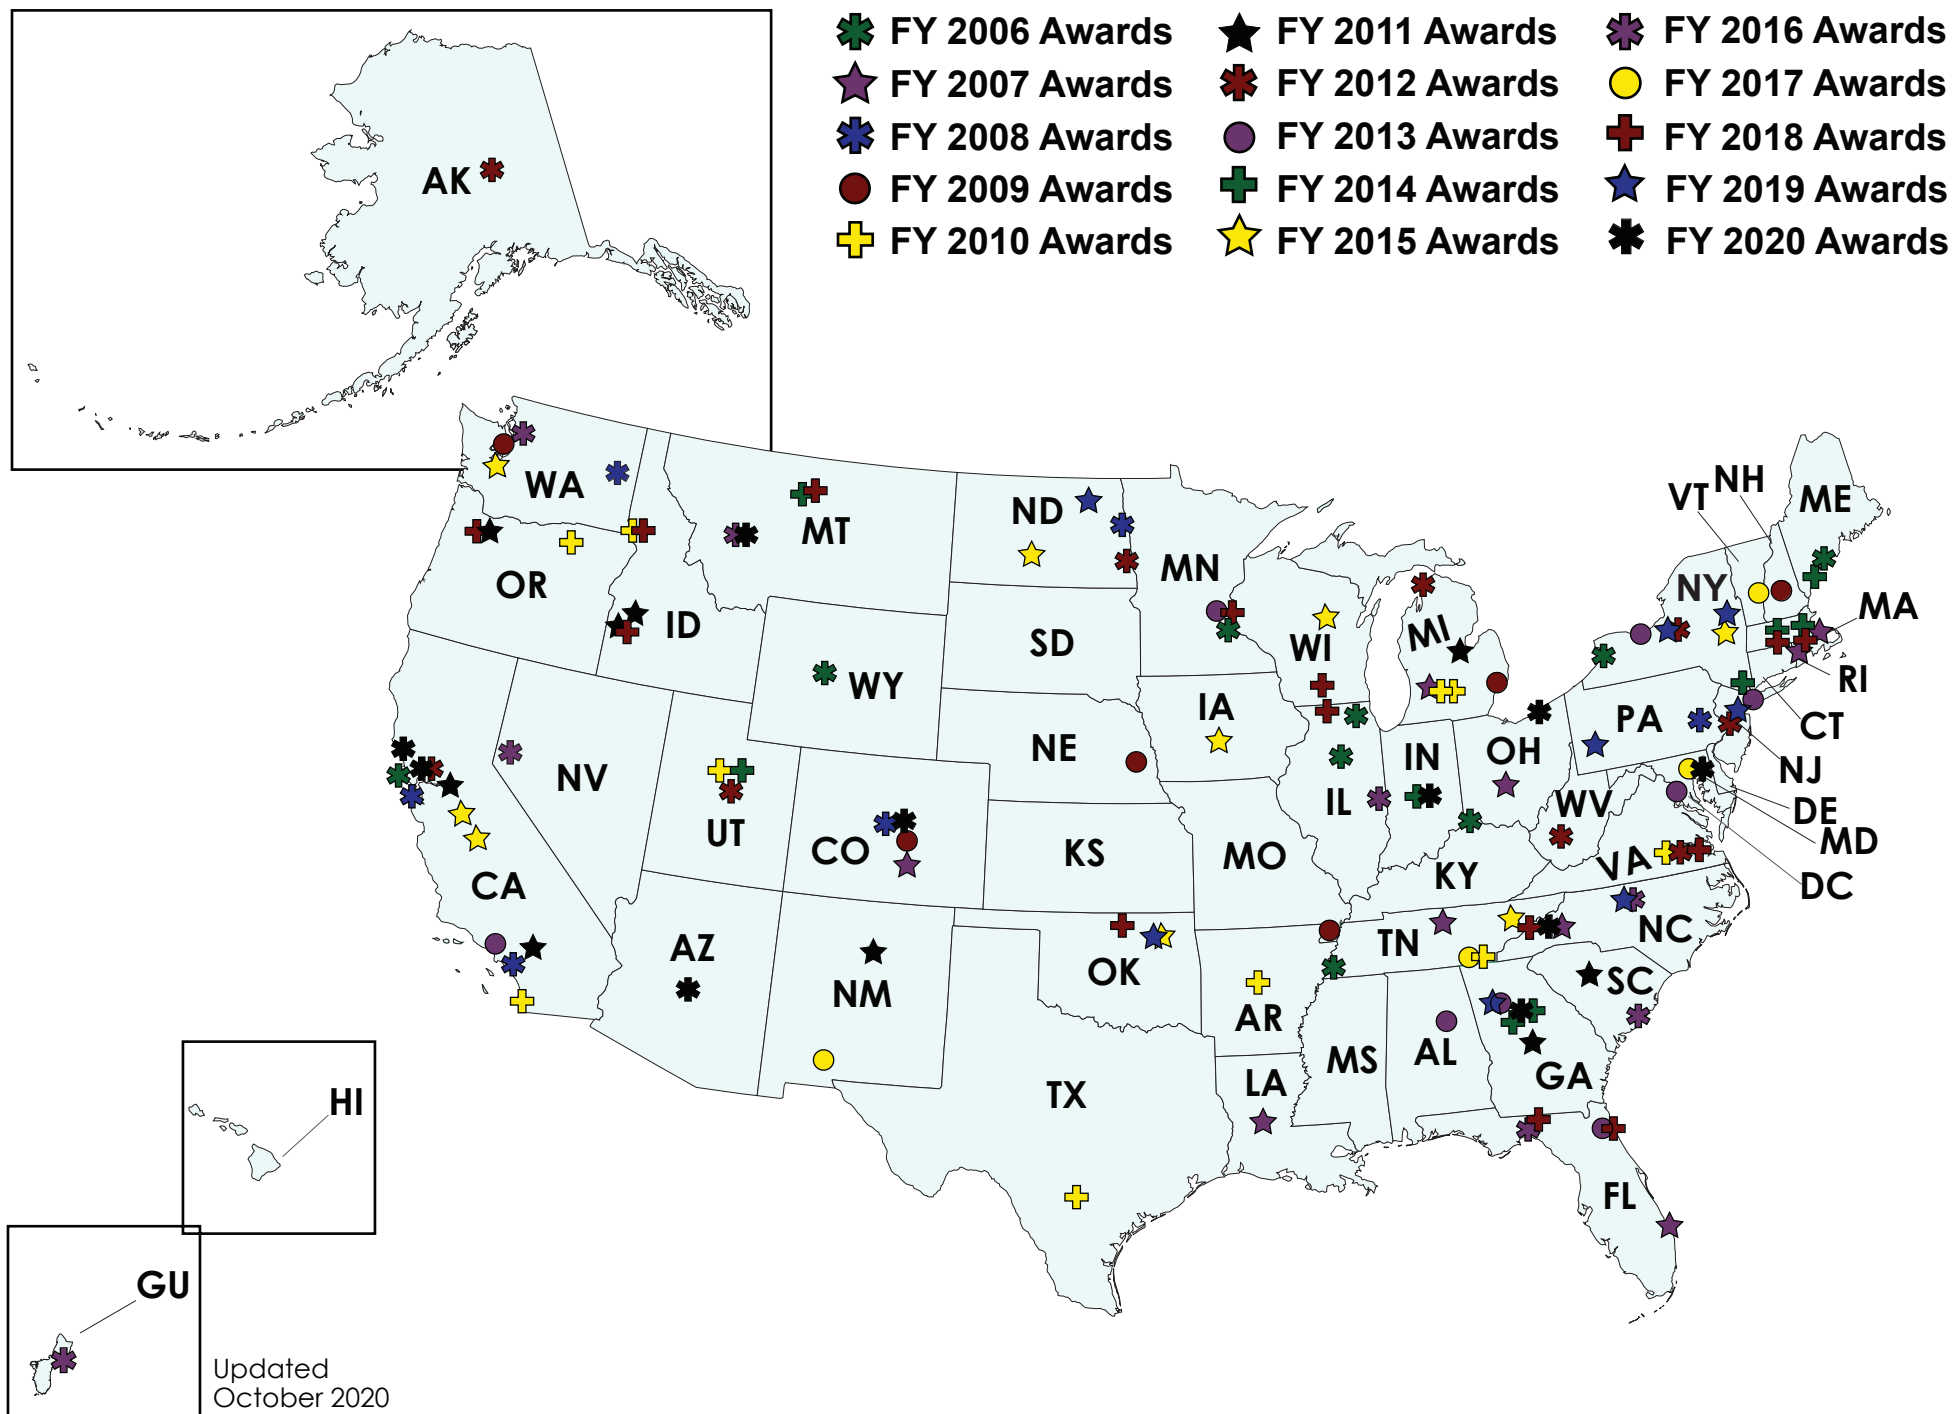 FY 2006 Awards
FY 2011 Awards
FY 2016 Awards
FY 2007 Awards
FY 2012 Awards
FY 2017 Awards
FY 2008 Awards
FY 2013 Awards
FY 2018 Awards
FY 2009 Awards
FY 2014 Awards
FY 2019 Awards
FY 2010 Awards
FY 2015 Awards
FY 2020 Awards
AK
WA
MT
ND
MN
VT
NH
ME
OR
ID
WY
SD
WI
MI
NY
MA
RI
CT
NJ
DE
MD
DC
NV
UT
CO
NE
KS
IA
MO
IL
IN
OH
PA
WV
VA
KY
CA
AZ
NM
OK
AR
TN
NC
SC
MS
AL
GA
LA
TX
FL
HI
GU
Updated
October 2020